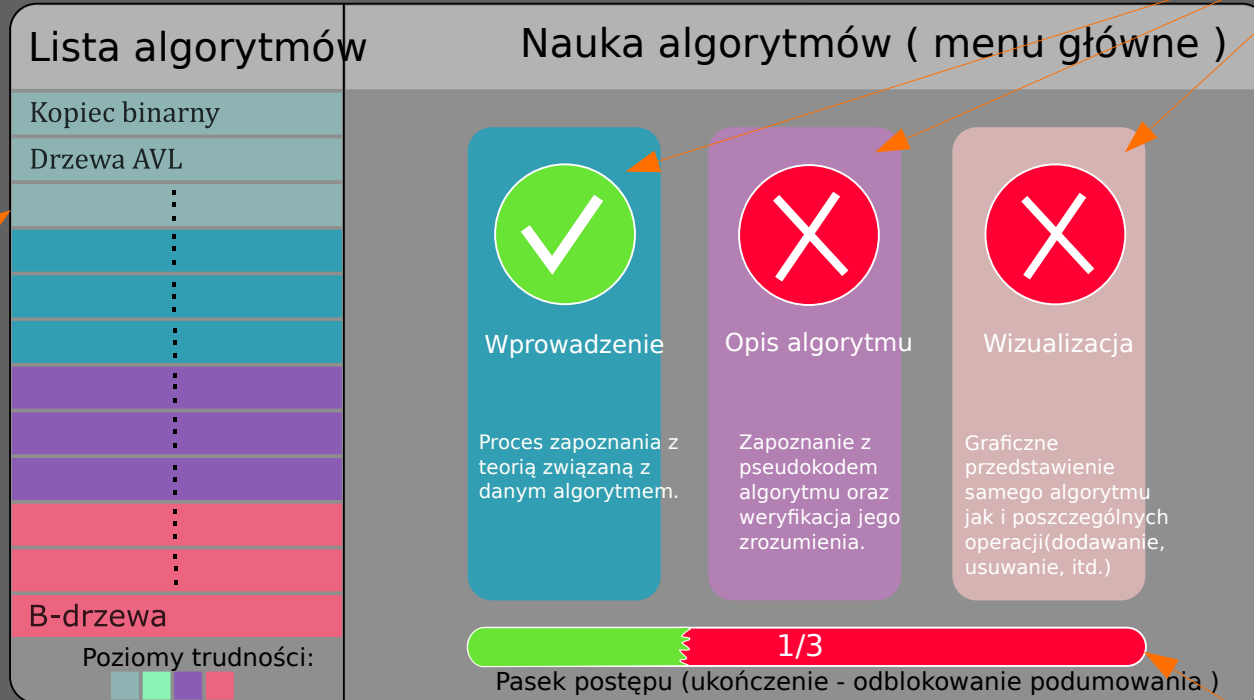 Lista algorytmów
Nauka algorytmów ( menu główne )
Kopiec binarny
Drzewa AVL
B-drzewa
Poziomy trudności:
Wprowadzenie
Proces zapoznania z
teorią związaną z
danym algorytmem.
Opis algorytmu
Zapoznanie z
pseudokodem
algorytmu oraz
weryfikacja jego
zrozumienia.
Wizualizacja
Graficzne
przedstawienie
samego algorytmu
jak i poszczególnych
operacji(dodawanie,
usuwanie, itd.)
1/3
Pasek postępu (ukończenie - odblokowanie podumowania )